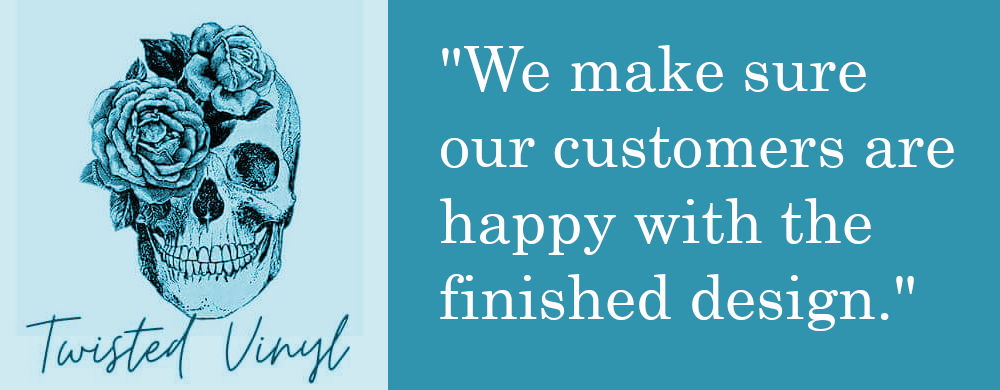 Twisted Vinyl
"We make sure
our customers are
happy with the
finished design."